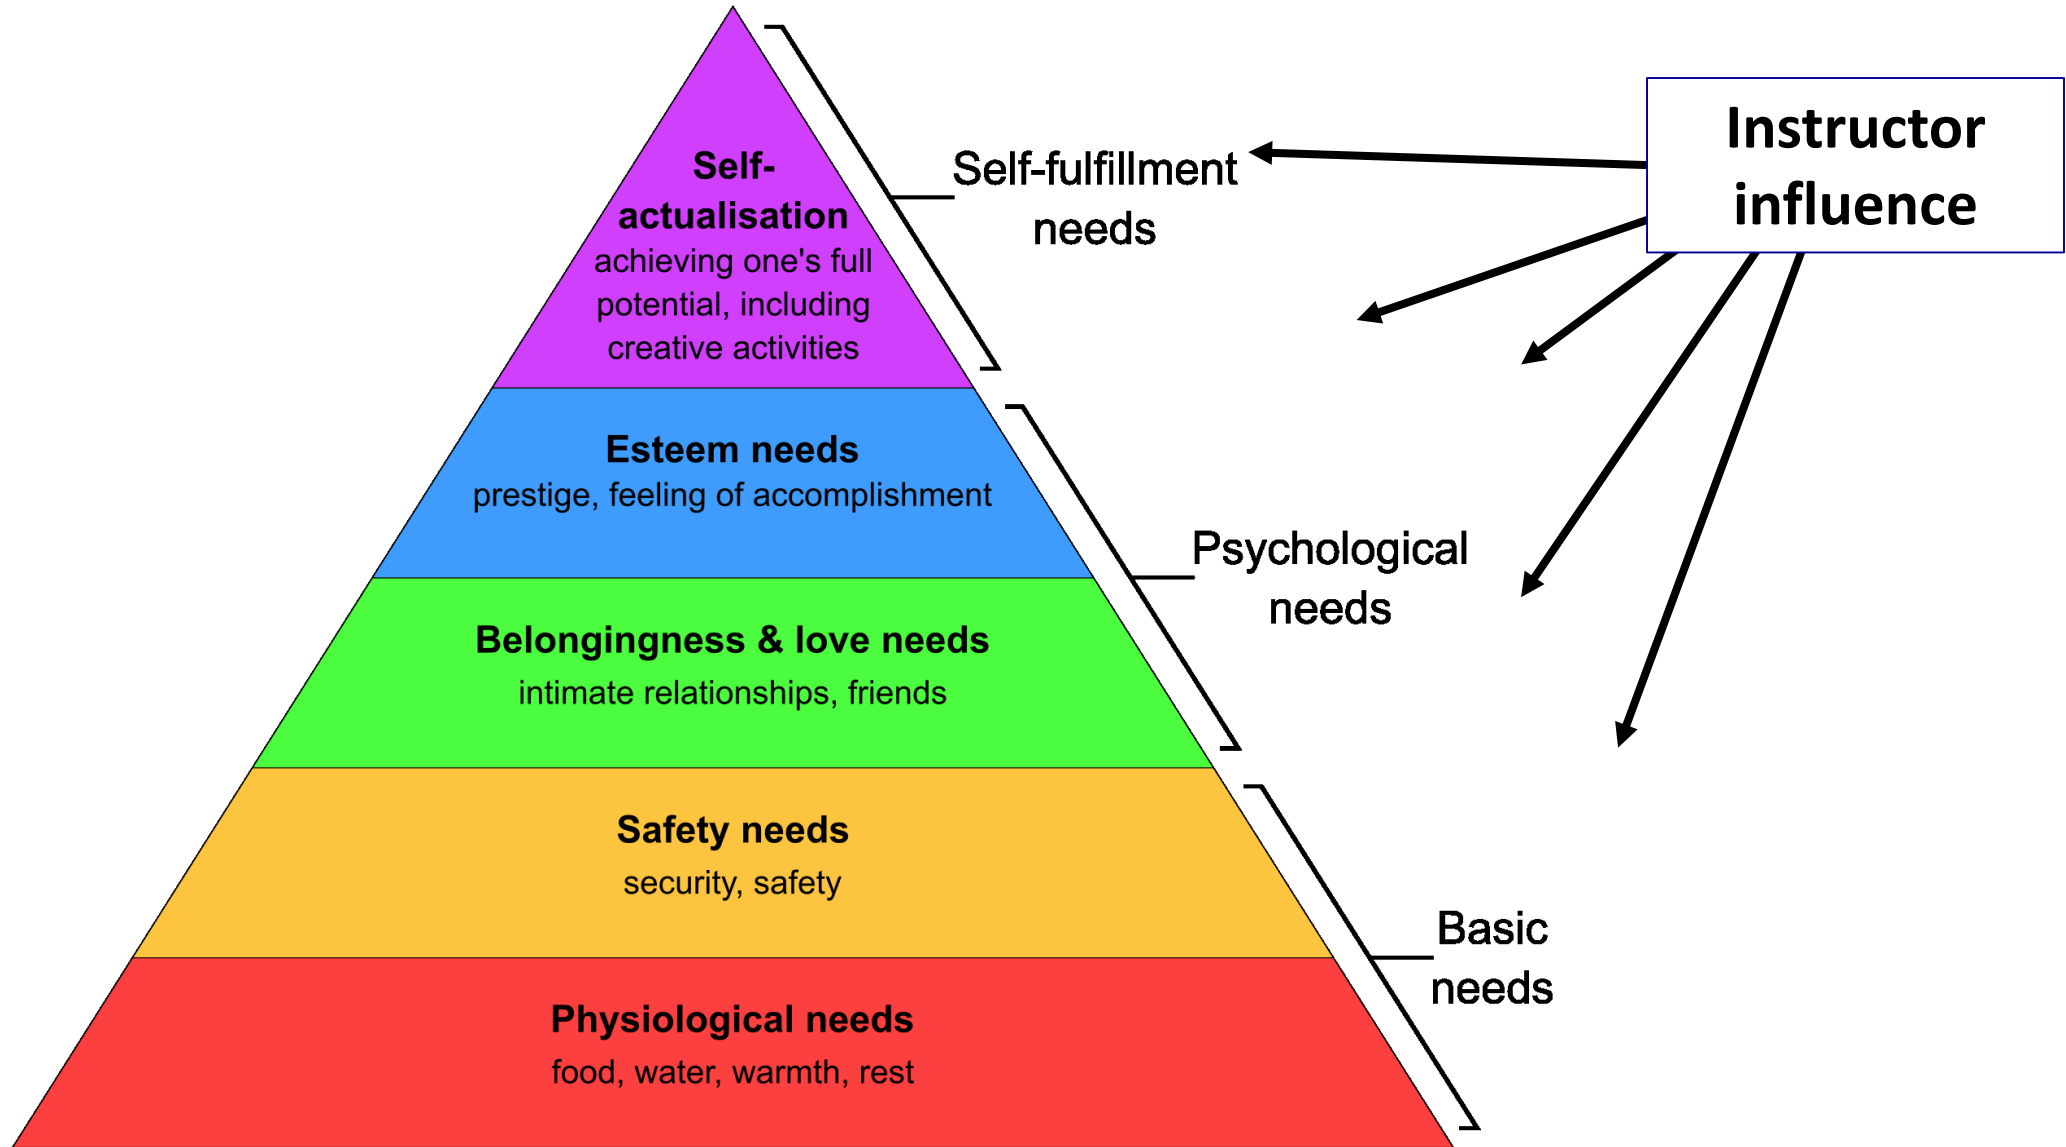 Self-
actualisation
achieving one's full
potential, including
creative activities
Self-fulfillment
needs
Instructor
influence
Esteem needs
prestige, feeling of accomplishment
Psychological
needs
Belongingness & love needs
intimate relationships, friends
Safety needs
security, safety
Basic
needs
Physiological needs
food, water, warmth, rest